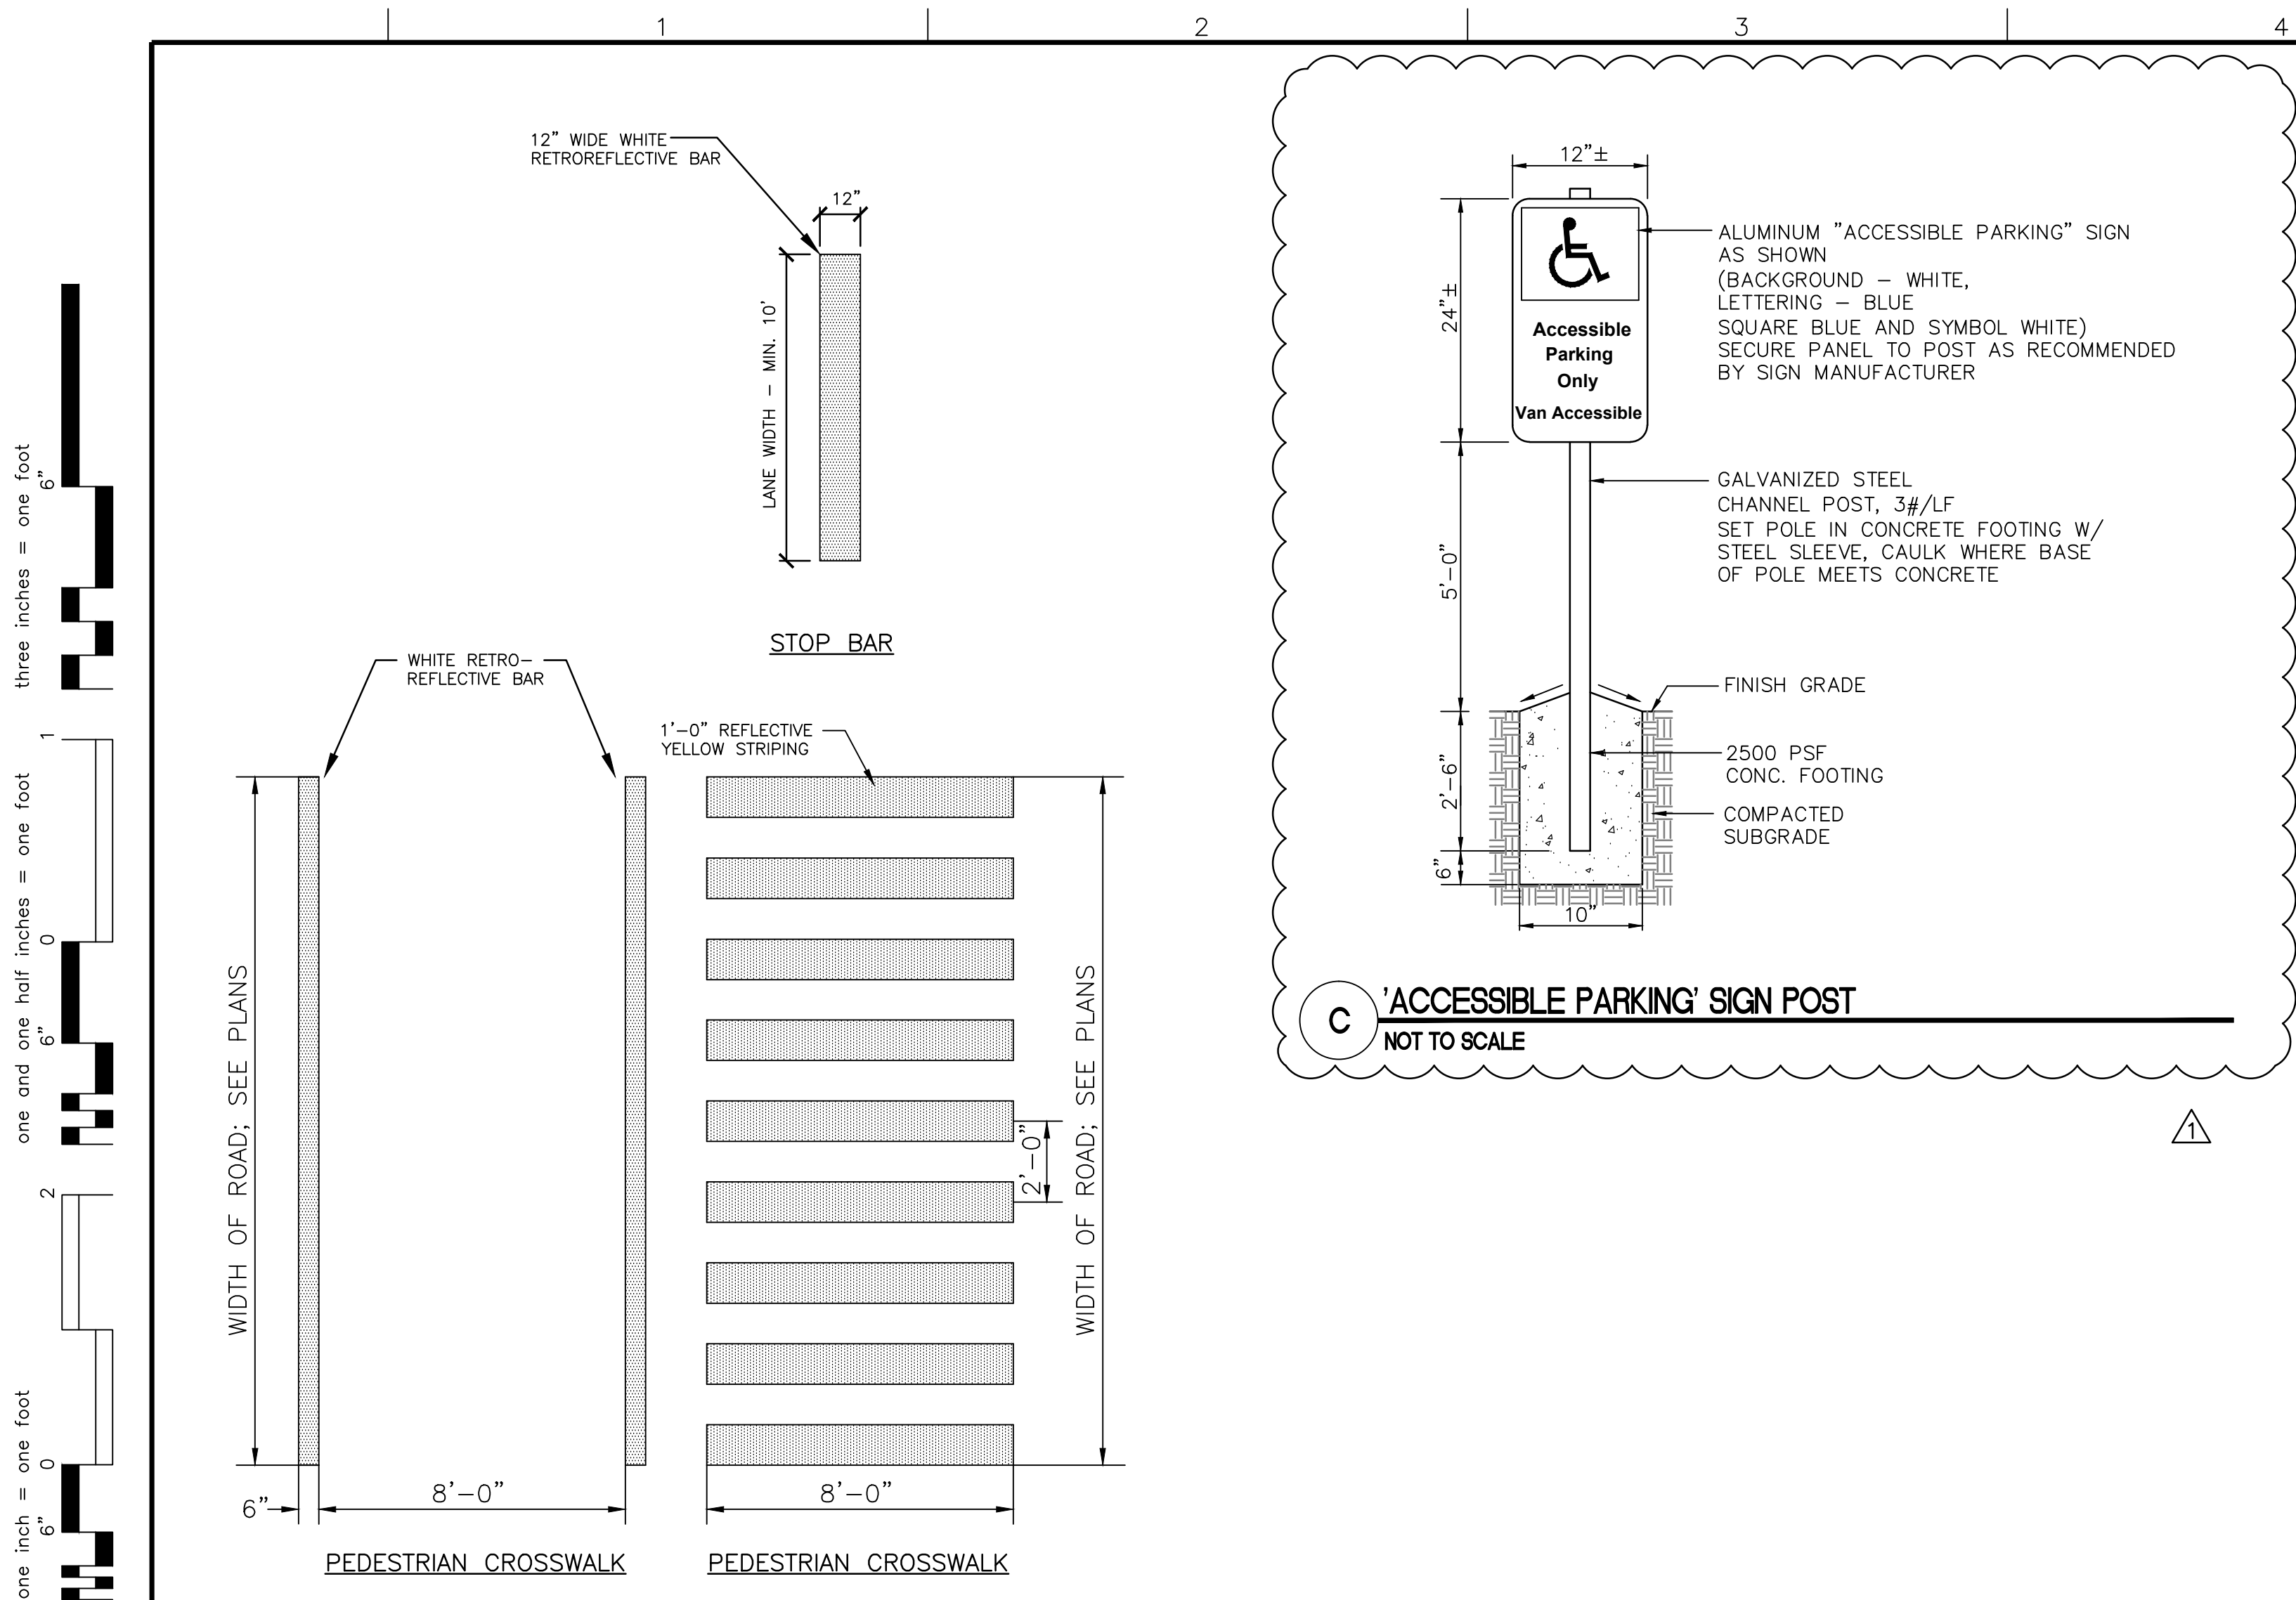 1
2
3
4
12" WIDE WHITE
RETROREFLECTIVE BAR
12"
LANE WIDTH - MIN. 10'
STOP BAR
WHITE RETRO-
REFLECTIVE BAR
1'-0" REFLECTIVE
YELLOW STRIPING
WIDTH OF ROAD; SEE PLANS
6"
8'-0"
PEDESTRIAN CROSSWALK
2'-0"
WIDTH OF ROAD; SEE PLANS
8'-0"
PEDESTRIAN CROSSWALK
12"±
24"±
5'-0"
2'-6"
6"
10"
Accessible
Parking
Only
Van Accessible
ALUMINUM "ACCESSIBLE PARKING" SIGN
AS SHOWN
(BACKGROUND - WHITE,
LETTERING - BLUE
SQUARE BLUE AND SYMBOL WHITE)
SECURE PANEL TO POST AS RECOMMENDED
BY SIGN MANUFACTURER
GALVANIZED STEEL
CHANNEL POST, 3#/LF
SET POLE IN CONCRETE FOOTING W/
STEEL SLEEVE, CAULK WHERE BASE
OF POLE MEETS CONCRETE
FINISH GRADE
2500 PSF
CONC. FOOTING
COMPACTED
SUBGRADE
C
'ACCESSIBLE PARKING' SIGN POST
NOT TO SCALE
1
three inches = one foot
6"
one and one half inches = one foot
1
0
6"
one inch = one foot
2
0
6"